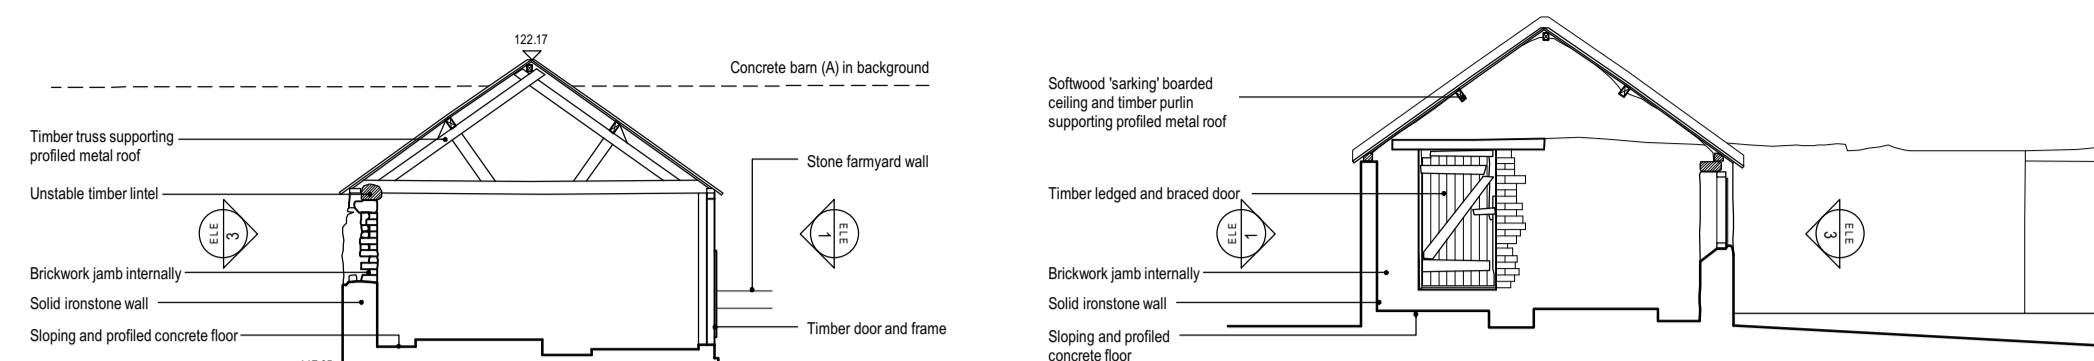 122.17
Concrete barn (A) in background
Timber truss supporting
profiled metal roof
Stone farmyard wall
Unstable timber lintel
ELE
3
ELE
1
Brickwork jamb internally
Solid ironstone wall
Sloping and profiled concrete floor
Timber door and frame
Softwood 'sarking' boarded
ceiling and timber purlin
supporting profiled metal roof
Timber ledged and braced door
ELE
1
ELE
3
Brickwork jamb internally
Solid ironstone wall
Sloping and profiled
concrete floor